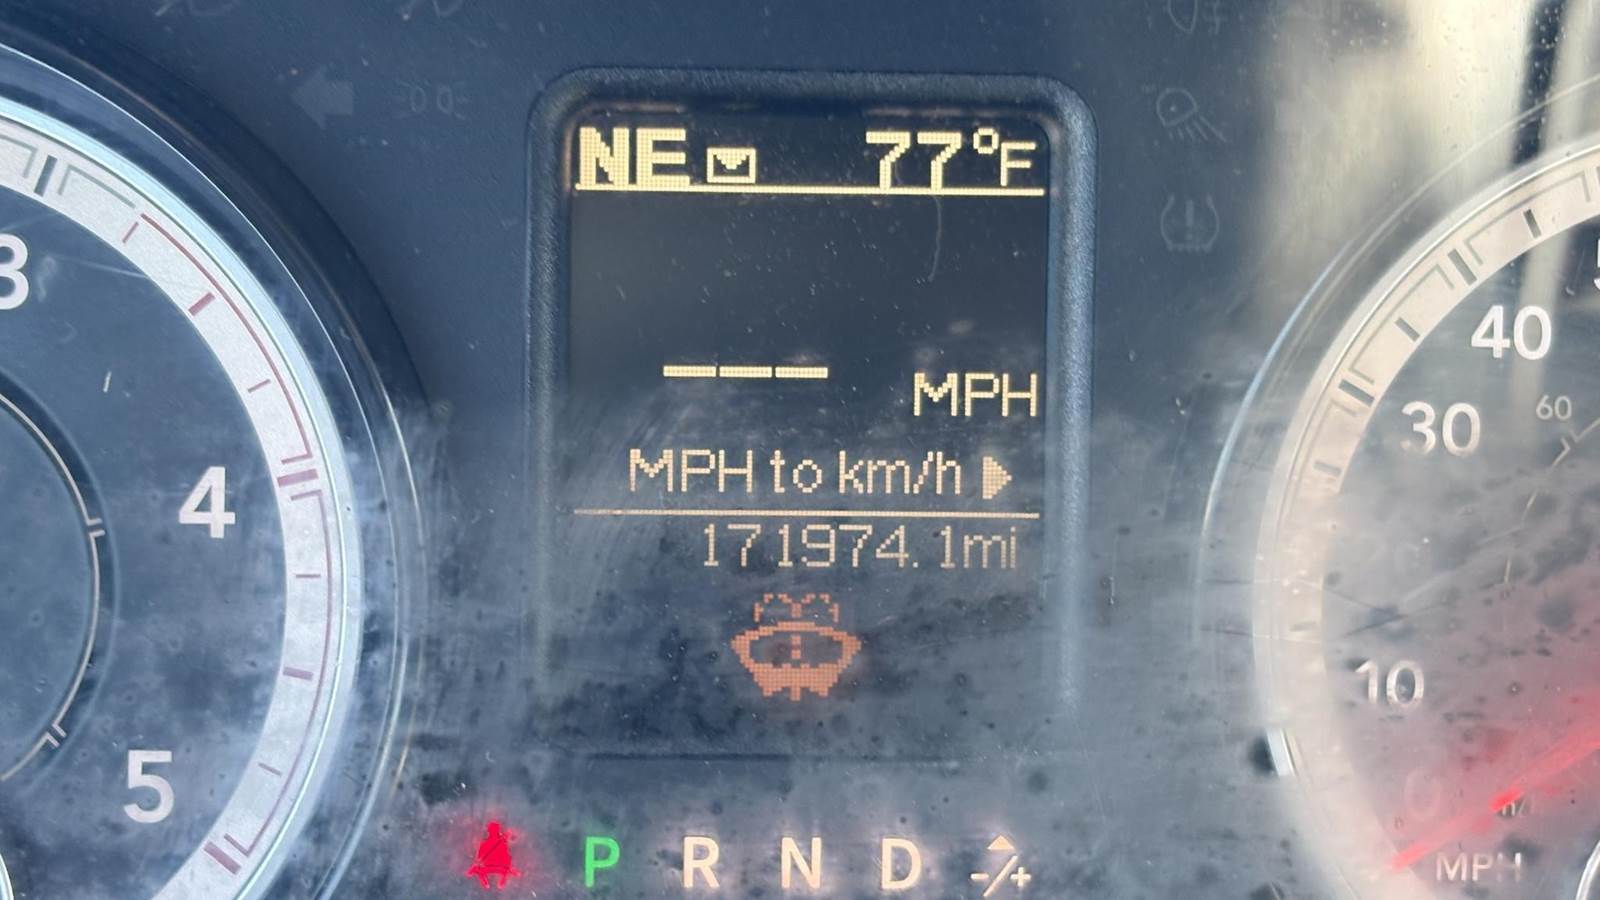 NE 77°F
--- MPH
MPH to km/h
171974.1mi
3
4
5
40
30
60
10
MPH
P R N D -/+